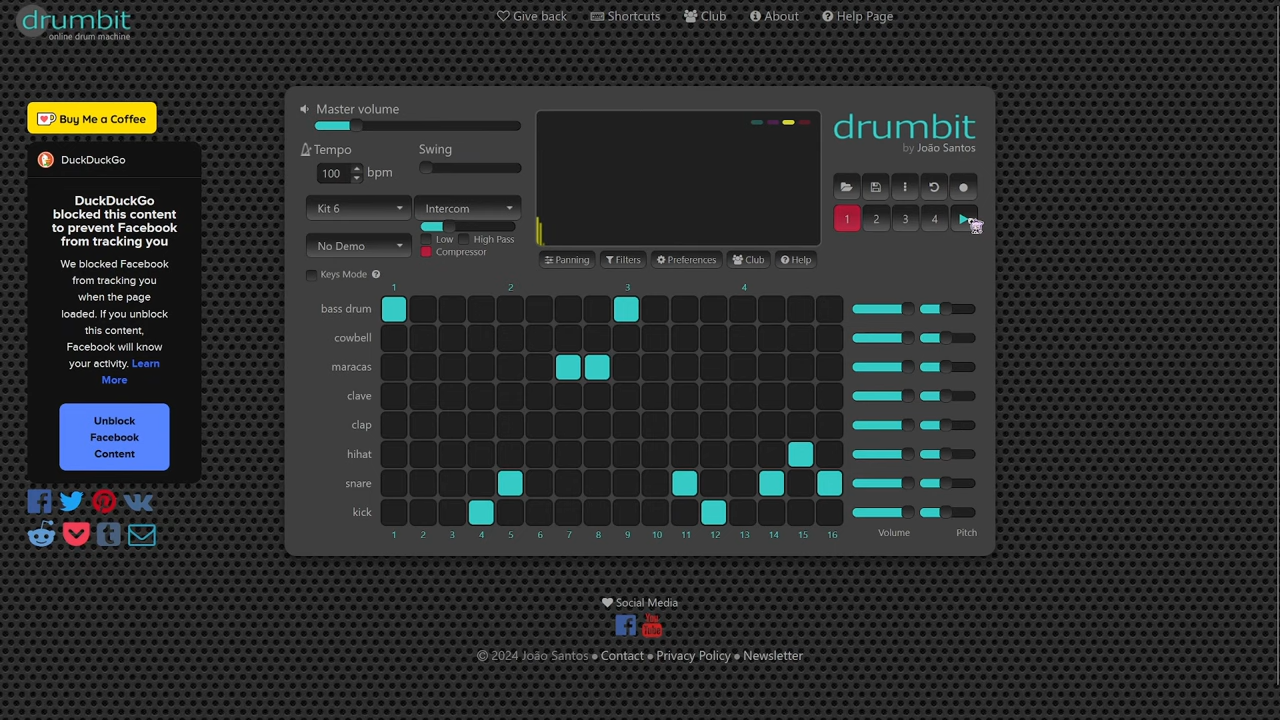 drumbit
online drum machine
Give back
Shortcuts
Club
About
Help Page
Buy Me a Coffee
DuckDuckGo
DuckDuckGo
blocked this content
to prevent Facebook
from tracking you
We blocked Facebook
from tracking you
when the page
loaded. If you
unblock
this content,
Facebook will know
your activity. Learn
More
Unblock
Facebook
Content
Master volume
Tempo
Swing
100
bpm
Kit 6
Intercom
Low
High Pass
Compressor
No Demo
Keys Mode
drumbit
by João Santos
1
2
3
4
Panning
Filters
Preferences
Club
Help
1
2
3
4
bass drum
cowbell
maracas
clave
clap
hihat
snare
kick
1
2
3
4
5
6
7
8
9
10
11
12
13
14
15
16
Volume
Pitch
Social Media
You
Tube
© 2024 João Santos ● Contact ● Privacy Policy ● Newsletter